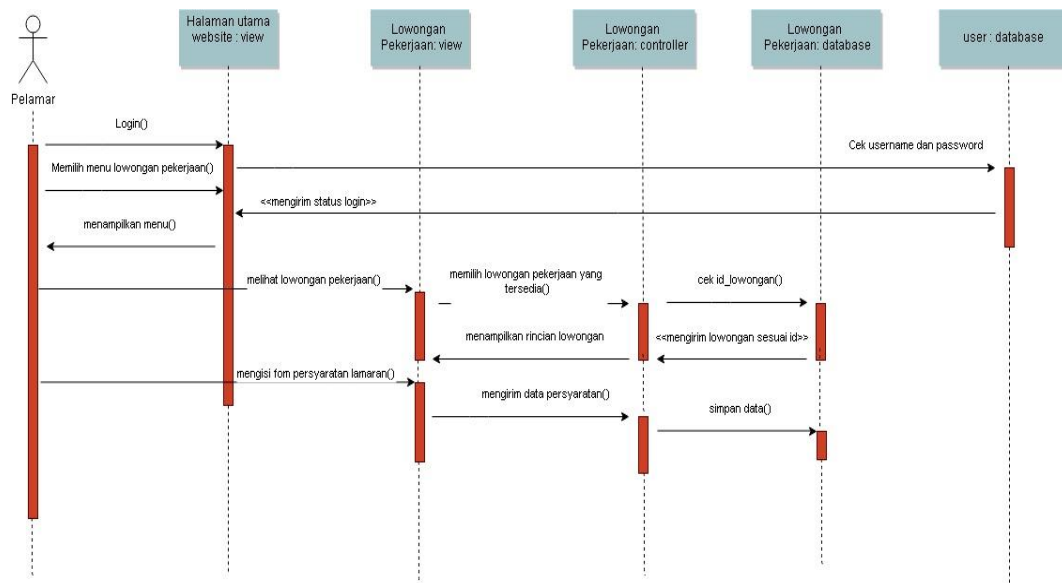 Halaman utama
website : view
Lowongan
Pekerjaan: view
Lowongan
Pekerjaan: controller
Lowongan
Pekerjaan: database
user : database
Pelamar
Login()
Cek username dan password
Memilih menu lowongan pekerjaan()
<<mengirim status login>>
menampilkan menu()
melihat lowongan pekerjaan()
memilih lowongan pekerjaan yang
tersedia()
cek id_lowongan()
menampilkan rincian lowongan
<<mengirim lowongan sesuai id>>
mengisi fom persyaratan lamaran()
mengirim data persyaratan()
simpan data()